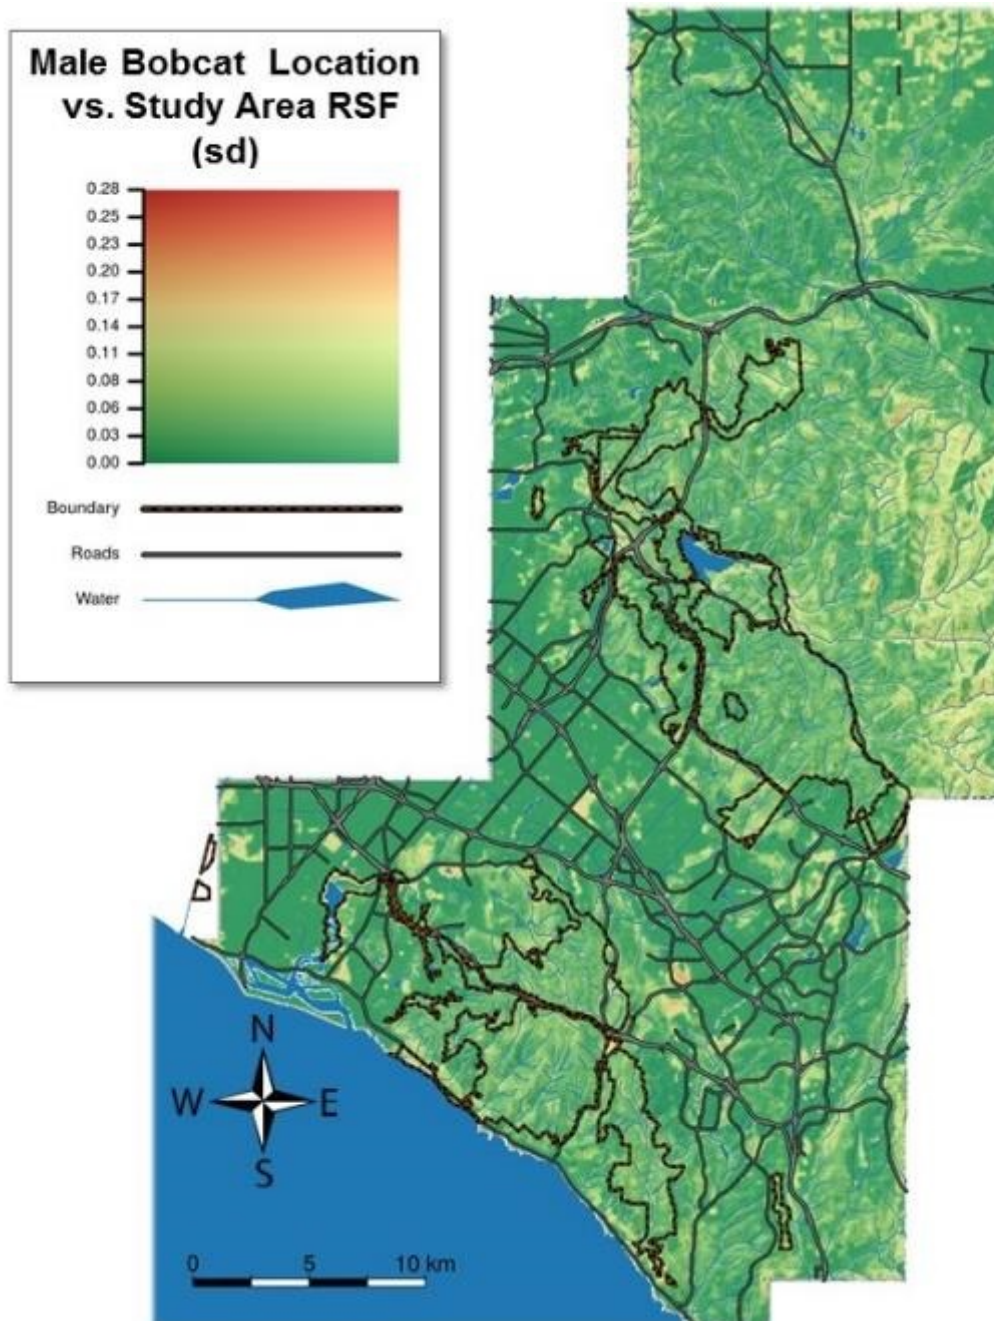 Male Bobcat Location
vs. Study Area RSF
(sd)
0.28
0.25
0.23
0.20
0.17
0.14
0.11
0.08
0.06
0.03
0.00
Boundary
Roads
Water
N
W E
S
0 5 10 km